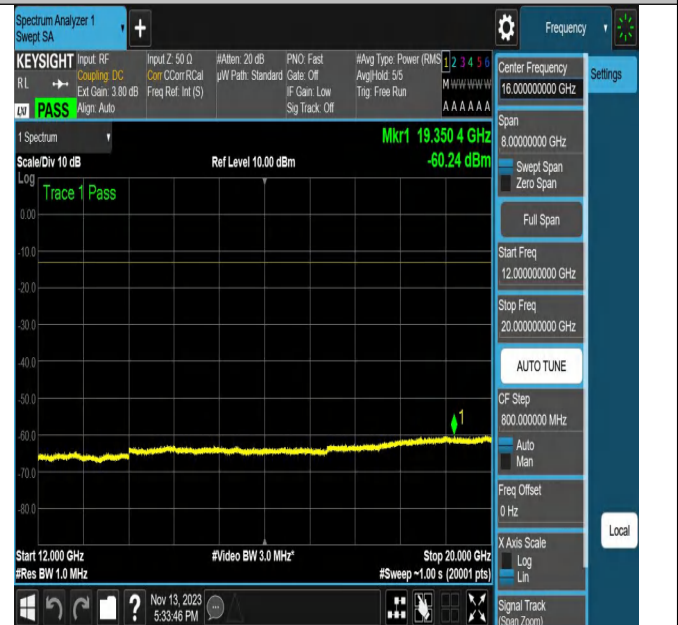 Spectrum Analyzer 1
Swept SA
+
Frequency
KEYSIGHT
RL
LXI PASS
Input: RF
Coupling: DC
Ext Gain: 3.80 dB
Align: Auto
Input Z: 50 Ω
Corr CCorr RCal
Freq Ref: Int (S)
#Atten: 20 dB
µW Path: Standard
PNO: Fast
Gate: Off
IF Gain: Low
Sig Track: Off
#Avg Type: Power (RMS
Avg|Hold: 5/5
Trig: Free Run
1 2 3 4 5 6
M W W W W W
A A A A A A
1 Spectrum
Scale/Div 10 dB
Ref Level 10.00 dBm
Mkr1 19.350 4 GHz
-60.24 dBm
Log
Trace 1 Pass
0.00
-10.0
-20.0
-30.0
-40.0
-50.0
-60.0
-70.0
-80.0
1
Start 12.000 GHz
#Res BW 1.0 MHz
#Video BW 3.0 MHz*
Stop 20.000 GHz
#Sweep ~1.00 s (20001 pts)
Center Frequency
16.000000000 GHz
Settings
Span
8.00000000 GHz
Swept Span
Zero Span
Full Span
Start Freq
12.000000000 GHz
Stop Freq
20.000000000 GHz
AUTO TUNE
CF Step
800.000000 MHz
Auto
Man
Freq Offset
0 Hz
X Axis Scale
Log
Lin
Local
Signal Track
(Span Zoom)
?
Nov 13, 2023
5:33:46 PM